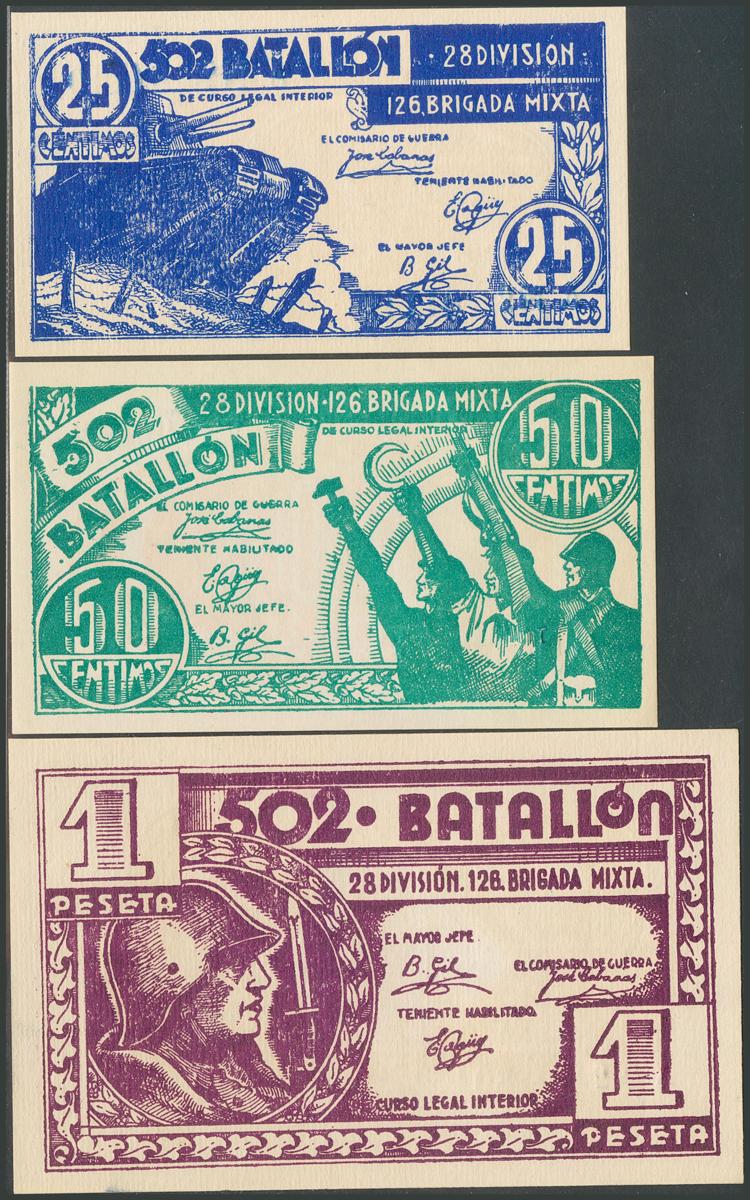 25
CENTIMOS
502 BATALLÓN
· 28 DIVISION ·
126. BRIGADA MIXTA
DE CURSO LEGAL INTERIOR
EL COMISARIO DE GUERRA
José Cabanas
TENIENTE HABILITADO
EL MAYOR JEFE
B. Gil
25
CENTIMOS
502
BATALLÓN
28 DIVISION-126. BRIGADA MIXTA
DE CURSO LEGAL INTERIOR
50
CENTIMOS
EL COMISARIO DE GUERRA
José Cabanas
TENIENTE HABILITADO
EL MAYOR JEFE.
B. Gil
50
CENTIMOS
1
PESETA
502 · BATALLÓN
28 DIVISIÓN. 126. BRIGADA MIXTA.
EL MAYOR JEFE
B. Gil
EL COMISARIO DE GUERRA
José Cabanas
TENIENTE HABILITADO
CURSO LEGAL INTERIOR
1
PESETA